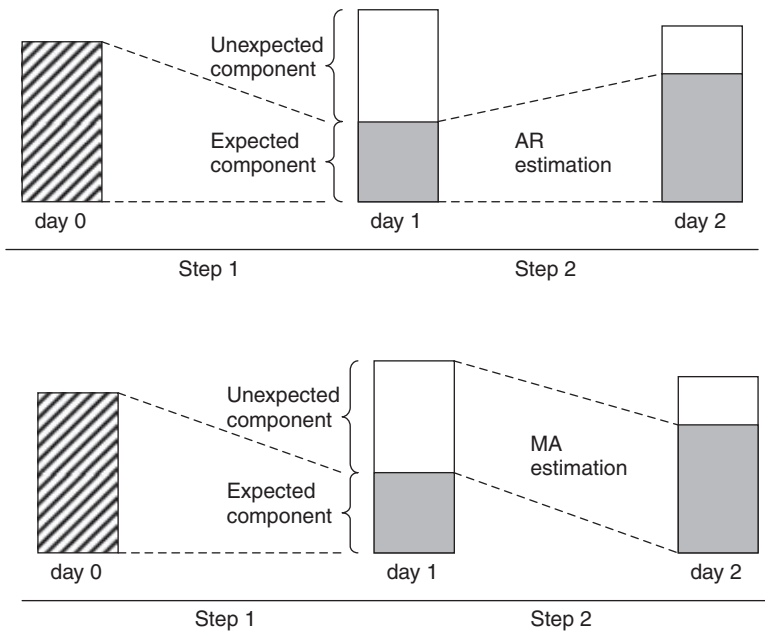 Unexpected
component
Expected
component
AR
estimation
day 0
day 1
day 2
Step 1
Step 2
Unexpected
component
MA
estimation
Expected
component
day 0
day 1
day 2
Step 1
Step 2